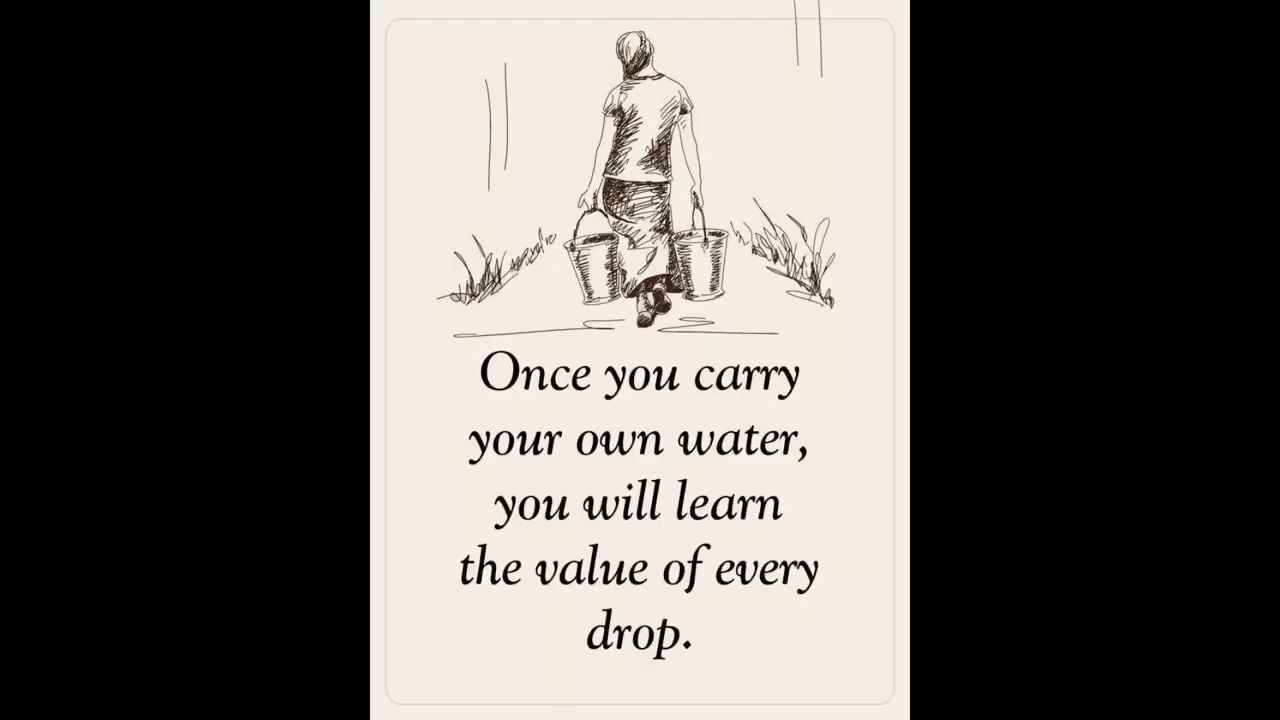 Once you carry
your own water,
you will learn
the value of every
drop.